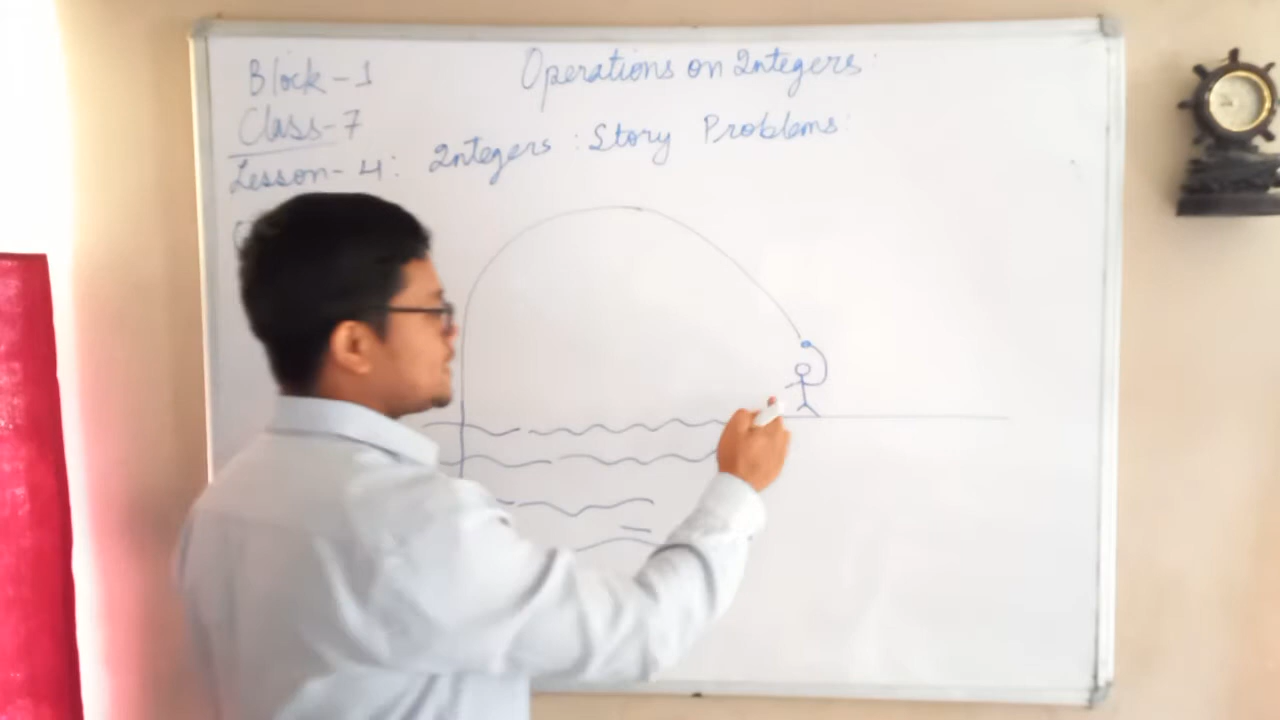 Block-1
Operations on Integers:
Class-7
Lesson-4: Integers: Story Problems: